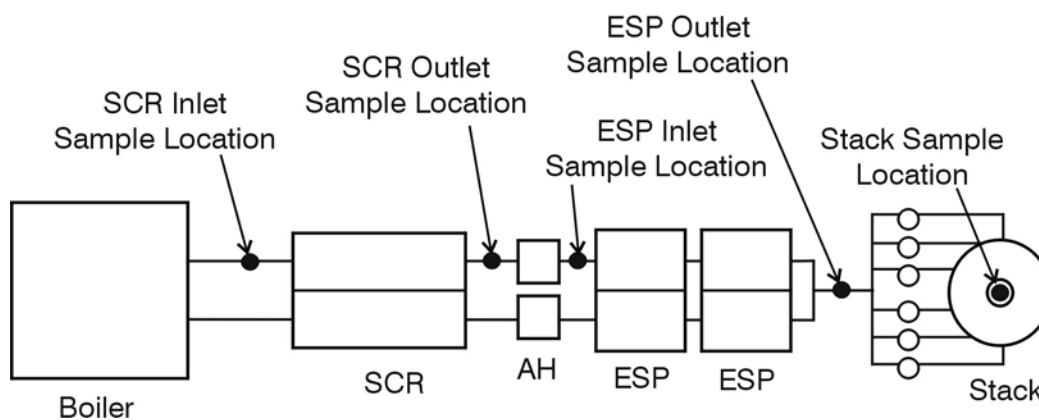 ESP Outlet
Sample Location
SCR Outlet
Sample Location
SCR Inlet
Sample Location
ESP Inlet
Sample Location
Stack Sample
Location
Boiler
SCR
AH
ESP
ESP
Stack